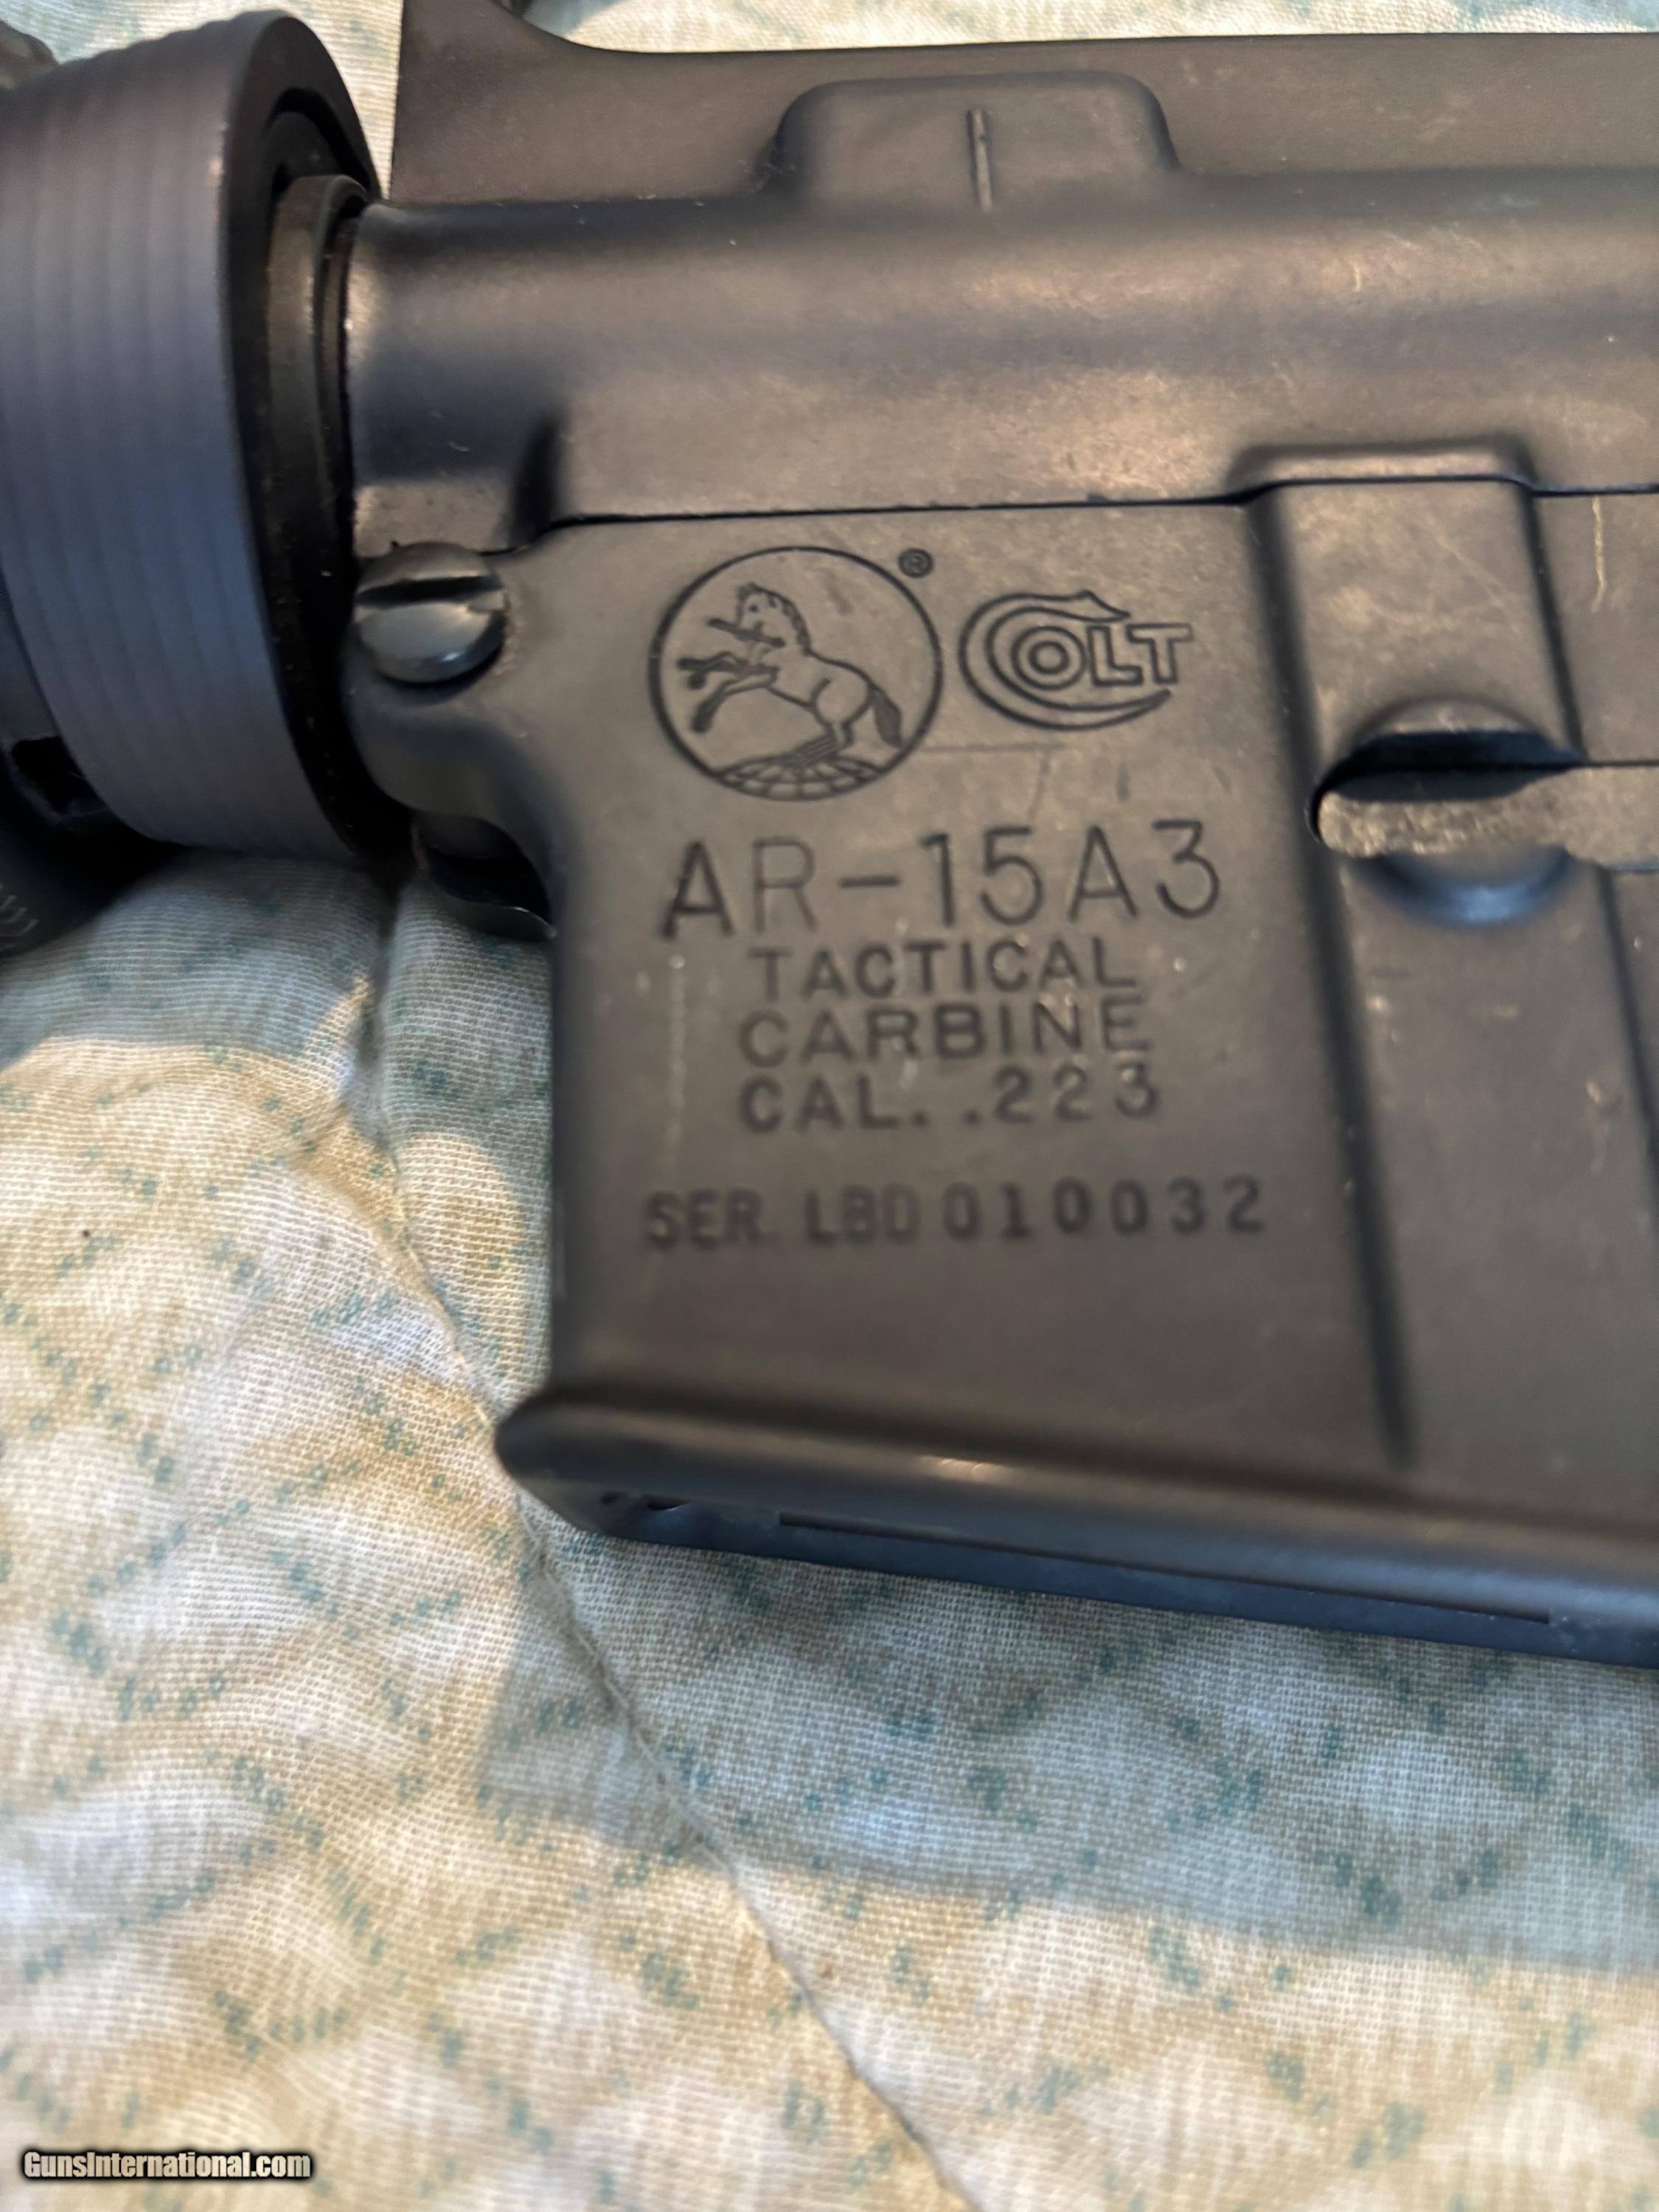 ®
COLT
AR-15A3
TACTICAL
CARBINE
CAL. .223
SER. LBD010032
GunsInternational.com